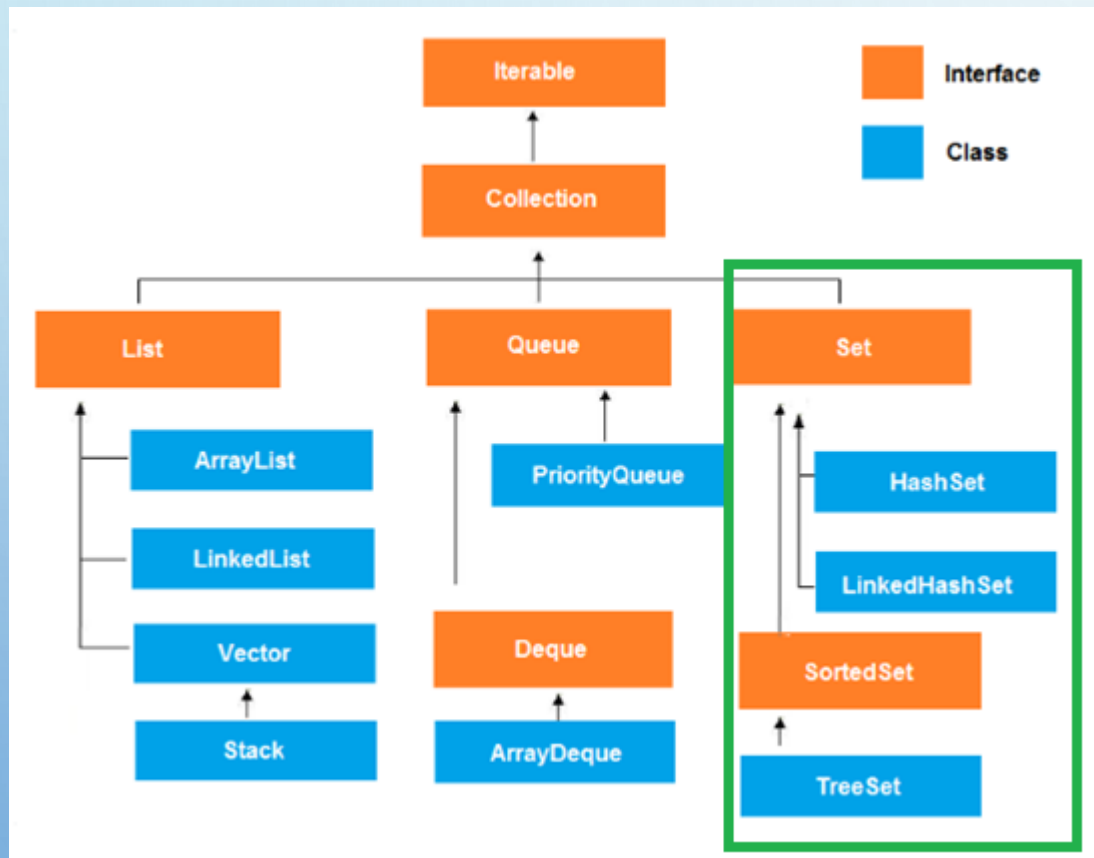 Iterable
Interface
Class
Collection
List
Queue
Set
ArrayList
PriorityQueue
HashSet
LinkedList
LinkedHashSet
Vector
Deque
SortedSet
Stack
ArrayDeque
TreeSet